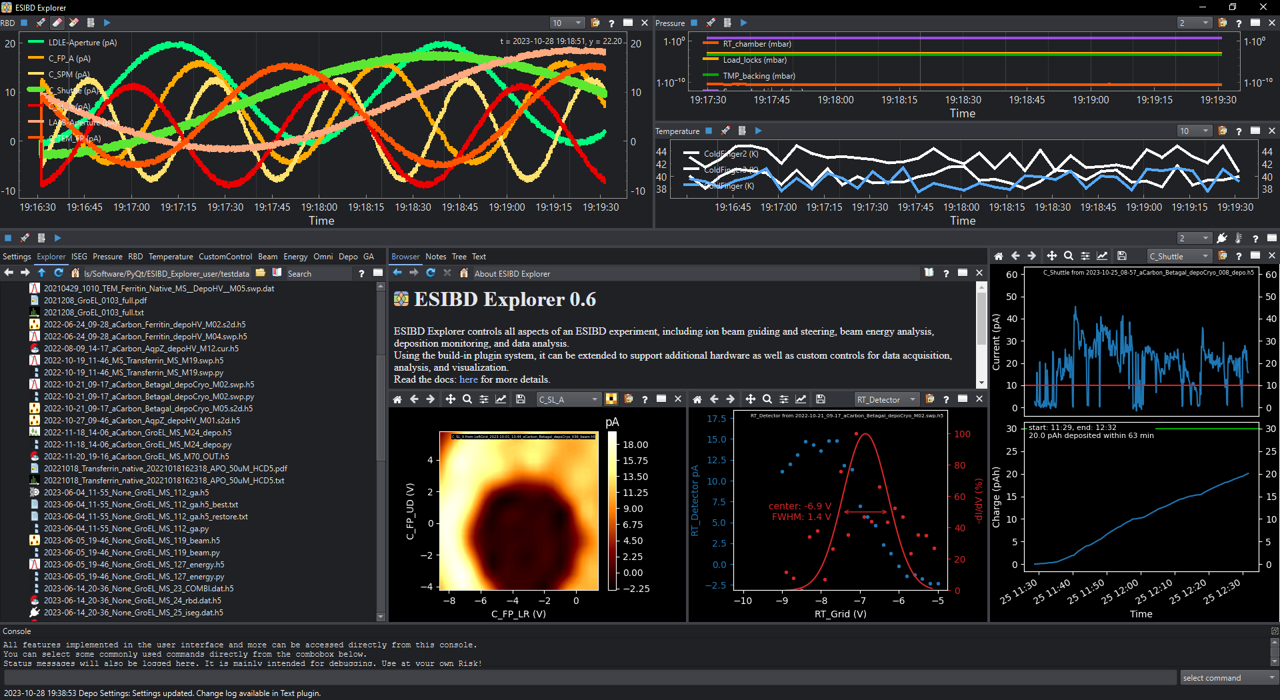 ESIBD Explorer
RBD
10
LDLE-Aperture (pA)
C_FP_A (pA)
C_SPM (pA)
C_Shuttle (pA)
t = 2023-10-28 19:18:51, y = 22.20
20
10
0
-10
20
10
0
-10
19:16:30 19:16:45 19:17:00 19:17:15 19:17:30 19:17:45 19:18:00 19:18:15 19:18:30 19:18:45 19:19:00 19:19:15 19:19:30
Time
Pressure
2
RT_chamber (mbar)
Load_locks (mbar)
TMP_backing (mbar)
1·10⁰
1·10⁻¹⁰
1·10⁰
1·10⁻¹⁰
19:17:30 19:17:45 19:18:00 19:18:15 19:18:30 19:18:45 19:19:00 19:19:15 19:19:30
Time
Temperature
10
ColdFinger2 (K)
ColdFinger (K)
44
42
40
38
44
42
40
38
19:16:45 19:17:00 19:17:15 19:17:30 19:17:45 19:18:00 19:18:15 19:18:30 19:18:45 19:19:00 19:19:15 19:19:30
Time
2
Settings Explorer ISEG Pressure RBD Temperature CustomControl Beam Energy Omni Depo GA
ls/Software/PyQt/ESIBD_Explorer_user/testdata
Search
20210429_1010_TEM_Ferritin_Native_MS__DepoHV__M05.swp.dat
2021208_GroEL_0103_full.pdf
2021208_GroEL_0103_full.txt
2022-06-24_09-28_aCarbon_Ferritin_depoHV_M02.s2d.h5
2022-06-24_09-28_aCarbon_Ferritin_depoHV_M04.swp.h5
2022-08-09_14-17_aCarbon_AqpZ_depoHV_M12.cur.h5
2022-10-19_11-46_MS_Transferrin_MS_M19.swp.h5
2022-10-19_11-46_MS_Transferrin_MS_M19.swp.py
2022-10-21_09-17_aCarbon_Betagal_depoCryo_M02.swp.h5
2022-10-21_09-17_aCarbon_Betagal_depoCryo_M02.swp.py
2022-10-21_09-17_aCarbon_Betagal_depoCryo_M05.s2d.h5
2022-10-27_09-46_aCarbon_AqpZ_depoHV_M01.s2d.h5
2022-11-18_14-06_aCarbon_GroEL_MS_M24_depo.h5
2022-11-18_14-06_aCarbon_GroEL_MS_M24_depo.py
2022-11-20_19-16_aCarbon_GroEL_MS_M70_OUT.h5
20221018_Transferrin_native_20221018162318_APO_50uM_HCD5.pdf
20221018_Transferrin_native_20221018162318_APO_50uM_HCD5.txt
2023-06-04_11-55_None_GroEL_MS_112_ga.h5
2023-06-04_11-55_None_GroEL_MS_112_ga.h5_best.txt
2023-06-04_11-55_None_GroEL_MS_112_ga.h5_restore.txt
2023-06-04_11-55_None_GroEL_MS_112_ga.py
2023-06-05_19-46_None_GroEL_MS_119_beam.h5
2023-06-05_19-46_None_GroEL_MS_119_beam.py
2023-06-05_19-46_None_GroEL_MS_127_energy.h5
2023-06-05_19-46_None_GroEL_MS_127_energy.py
2023-06-14_20-36_None_GroEL_MS_23_COMBI.dat.h5
2023-06-14_20-36_None_GroEL_MS_24_rbd.dat.h5
2023-06-14_20-36_None_GroEL_MS_25_iseg.dat.h5
Browser Notes Tree Text
About ESIBD Explorer
ESIBD Explorer 0.6
ESIBD Explorer controls all aspects of an ESIBD experiment, including ion beam guiding and steering, beam energy analysis,
deposition monitoring, and data analysis.
Using the build-in plugin system, it can be extended to support additional hardware as well as custom controls for data acquisition,
analysis, and visualization.
Read the docs: here for more details.
C_SL_A
pA
C_FP_UD (V)
4
2
0
−2
−4
−8 −6 −4 −2 0
C_FP_LR (V)
18.00
15.75
13.50
11.25
9.00
6.75
4.50
2.25
0.00
−2.25
RT_Detector
RT_Detector from 2022-10-21_09-17_aCarbon_Betagal_depoCryo_M02.swp.h5
RT_Detector pA
17.5
15.0
12.5
10.0
7.5
5.0
2.5
0.0
−2.5
center: -6.9 V
FWHM: 1.4 V
100
80
60
40
20
0
-dI/dV (%)
−10 −9 −8 −7 −6 −5
RT_Grid (V)
C_Shuttle
C_Shuttle from 2023-10-25_08-57_aCarbon_Betagal_depoCryo_008_depo.h5
Current (pA)
60
50
40
30
20
10
0
60
50
40
30
20
10
0
start: 11:29, end: 12:32
20.0 pAh deposited within 63 min
Charge (pAh)
30
25
20
15
10
5
0
30
25
20
15
10
5
0
25 11:30 25 11:40 25 11:50 25 12:00 25 12:10 25 12:20 25 12:30
Time
Console
All features implemented in the user interface and more can be accessed directly from this console.
You can select some commonly used commands directly from the combobox below.
Status messages will also be logged here. It is mainly intended for debugging. Use at your own Risk!
select command
2023-10-28 19:38:53 Depo Settings: Settings updated. Change log available in Text plugin.